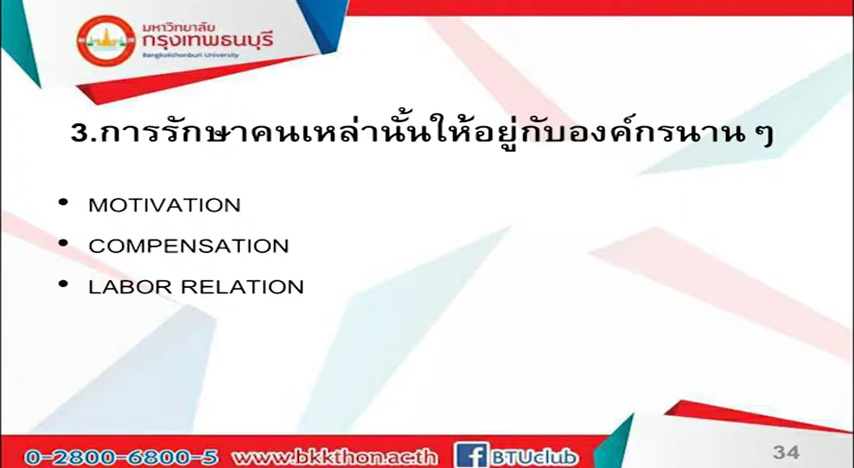 มหาวิทยาลัย
กรุงเทพธนบุรี
Bangkokthonburi University
3.การรักษาคนเหล่านั้นให้อยู่กับองค์กรนาน ๆ
• MOTIVATION
• COMPENSATION
• LABOR RELATION
0-2800-6800-5 www.bkkthon.ac.th BTUclub
34